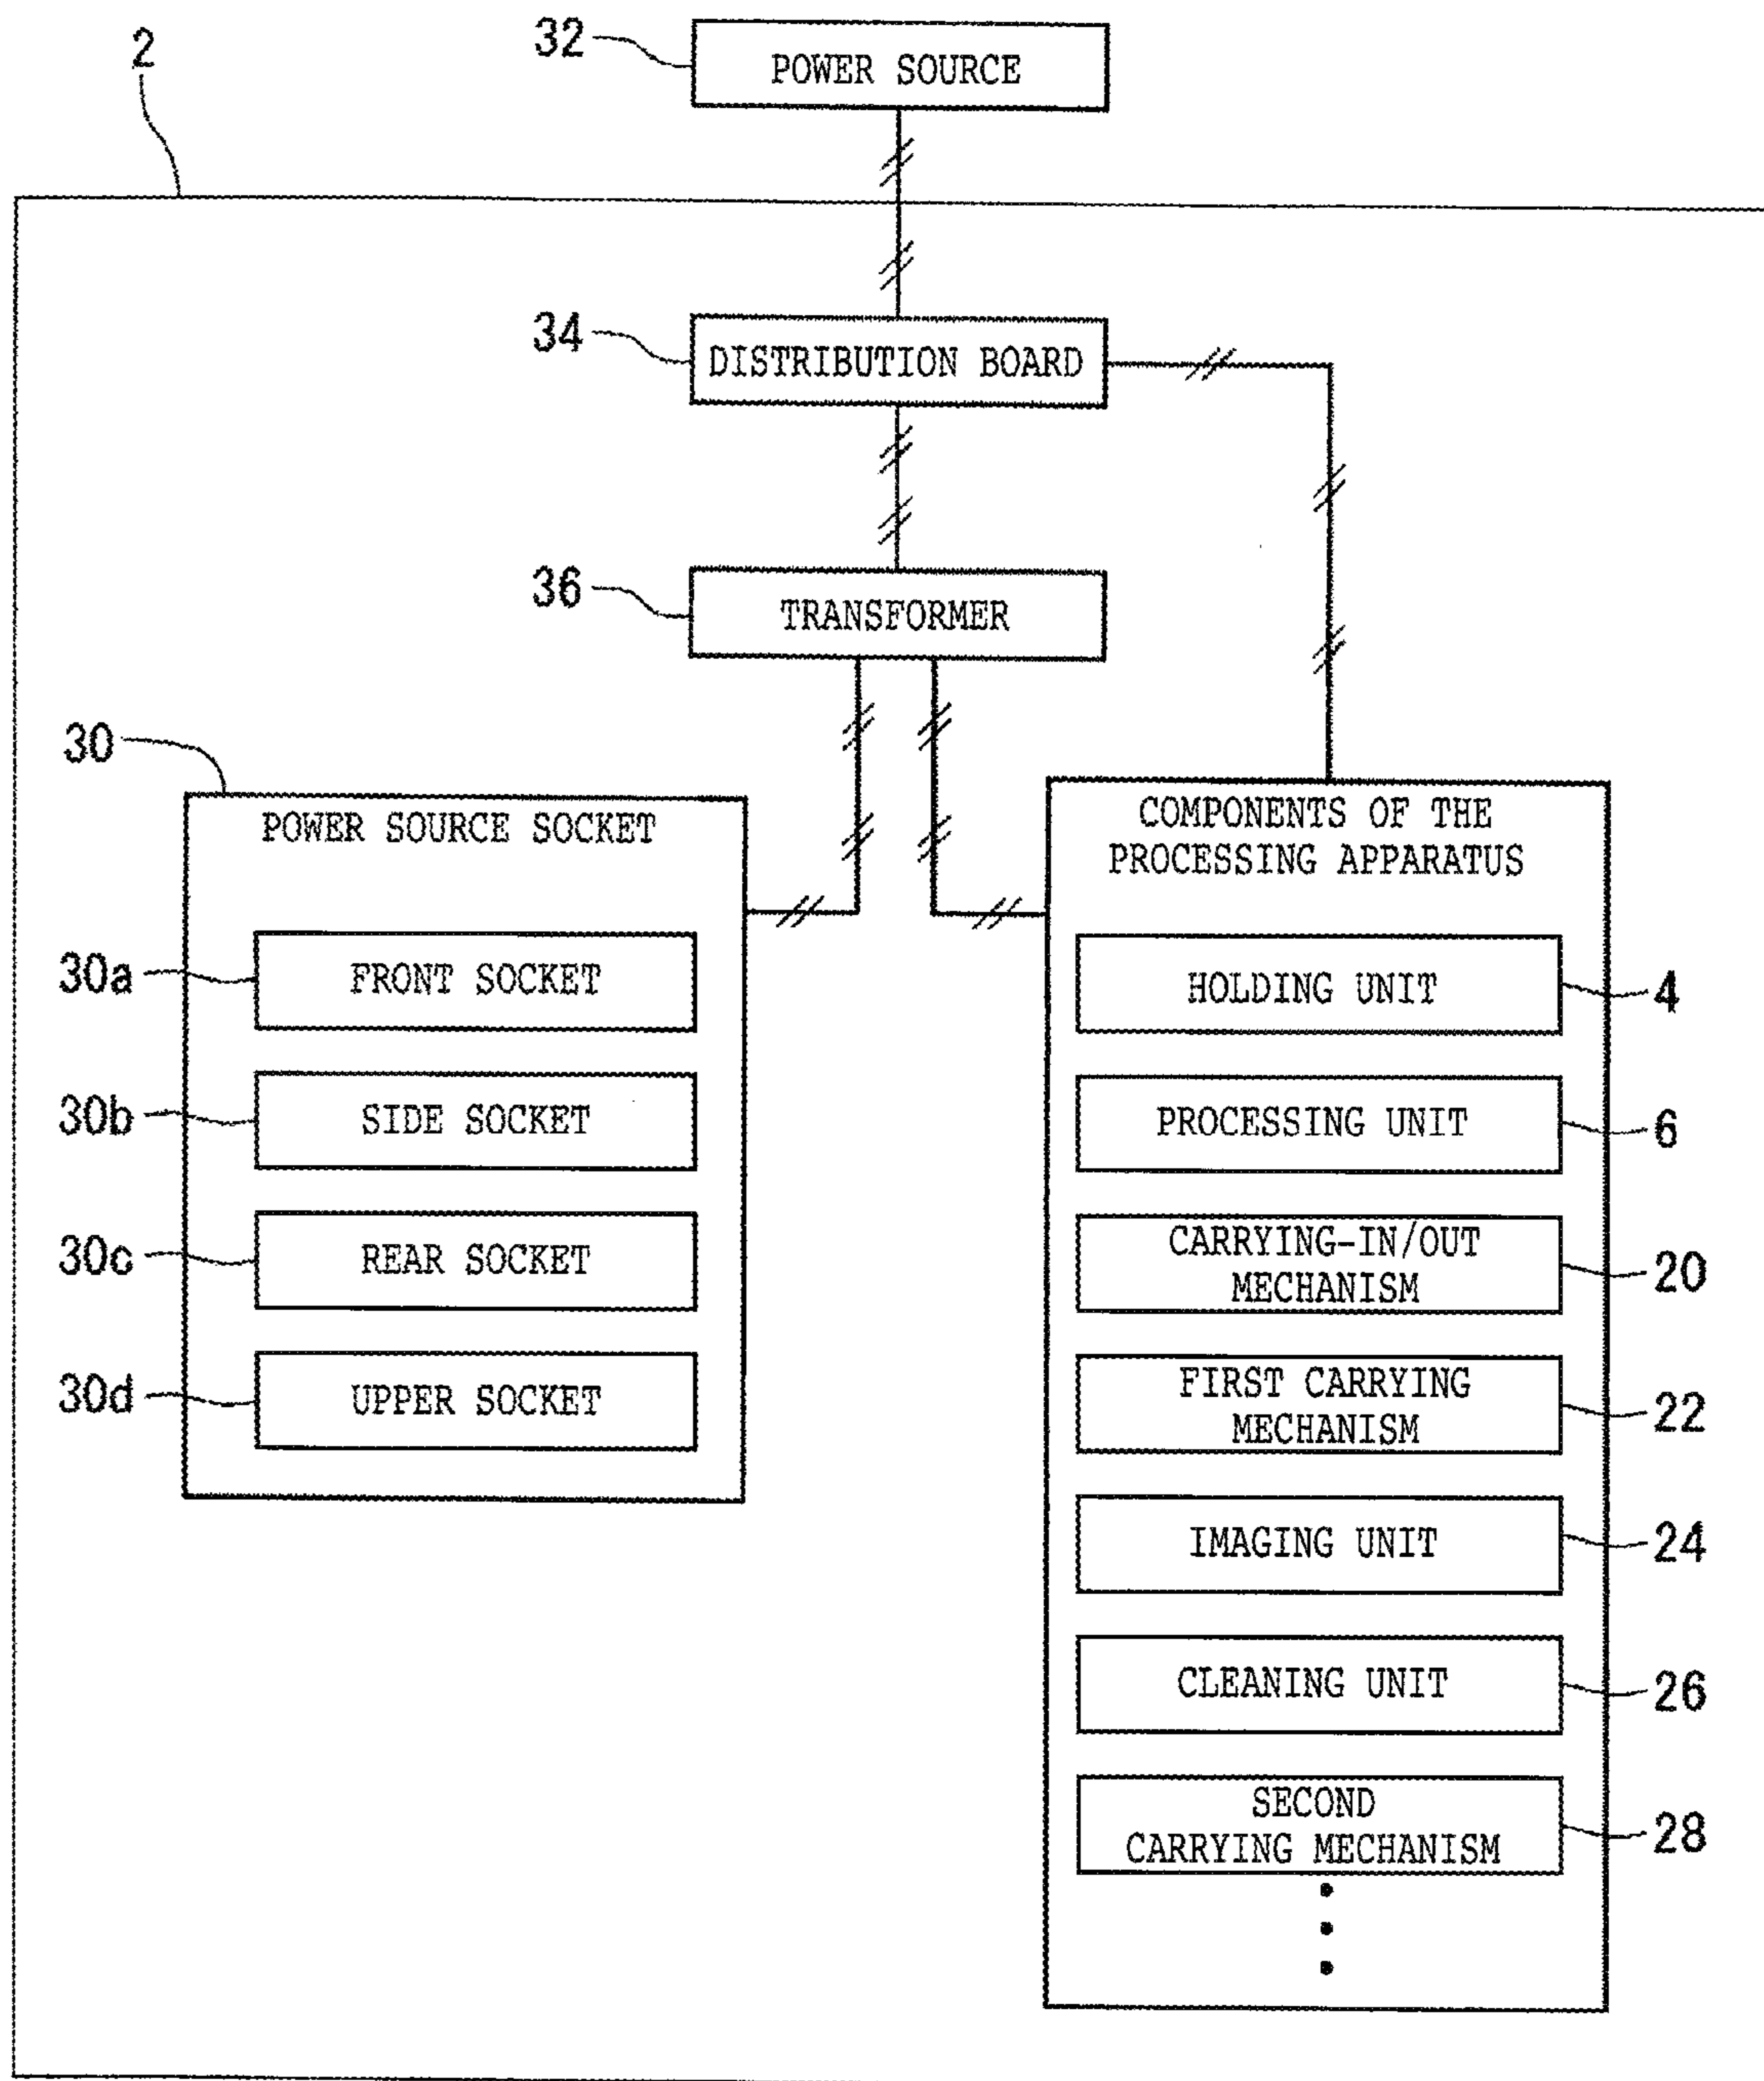 32
POWER SOURCE
2
34
DISTRIBUTION BOARD
36
TRANSFORMER
30
POWER SOURCE SOCKET
30a
FRONT SOCKET
30b
SIDE SOCKET
30c
REAR SOCKET
30d
UPPER SOCKET
COMPONENTS OF THE
PROCESSING APPARATUS
HOLDING UNIT
4
PROCESSING UNIT
6
CARRYING-IN/OUT
MECHANISM
20
FIRST CARRYING
MECHANISM
22
IMAGING UNIT
24
CLEANING UNIT
26
SECOND
CARRYING MECHANISM
28